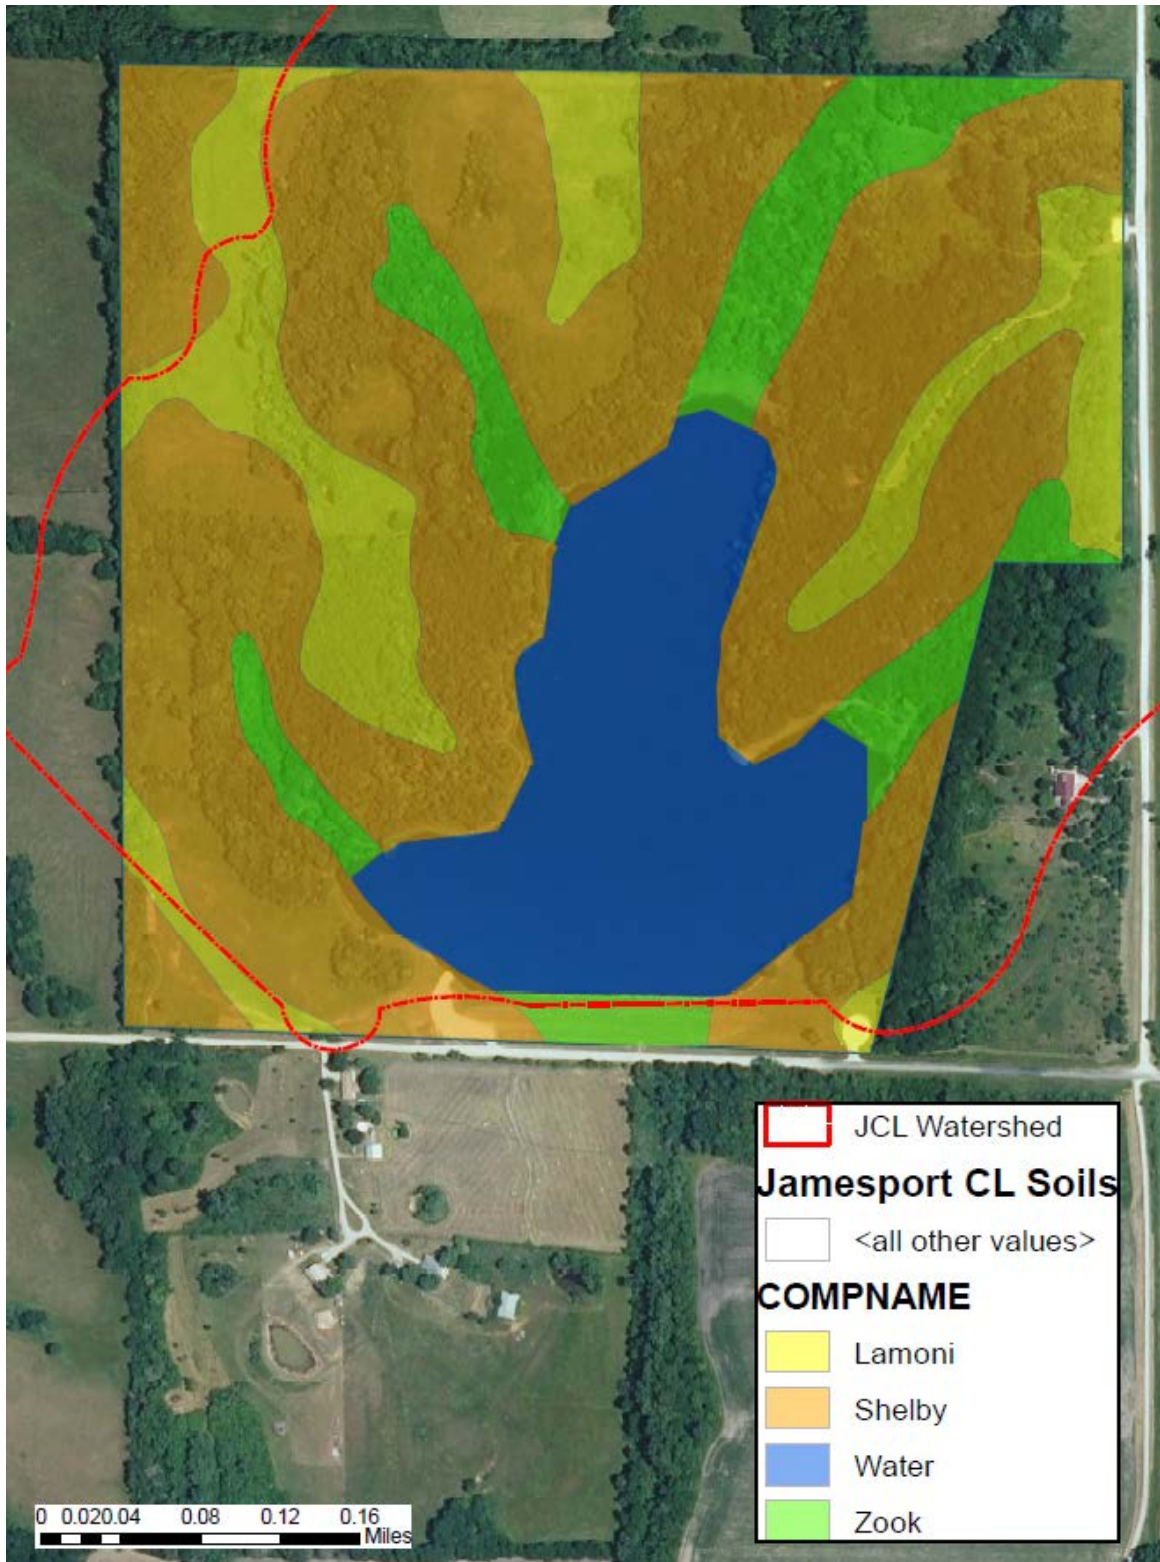 JCL Watershed
Jamesport CL Soils
<all other values>
COMPNAME
Lamoni
Shelby
Water
Zook
0 0.020.04 0.08 0.12 0.16
Miles